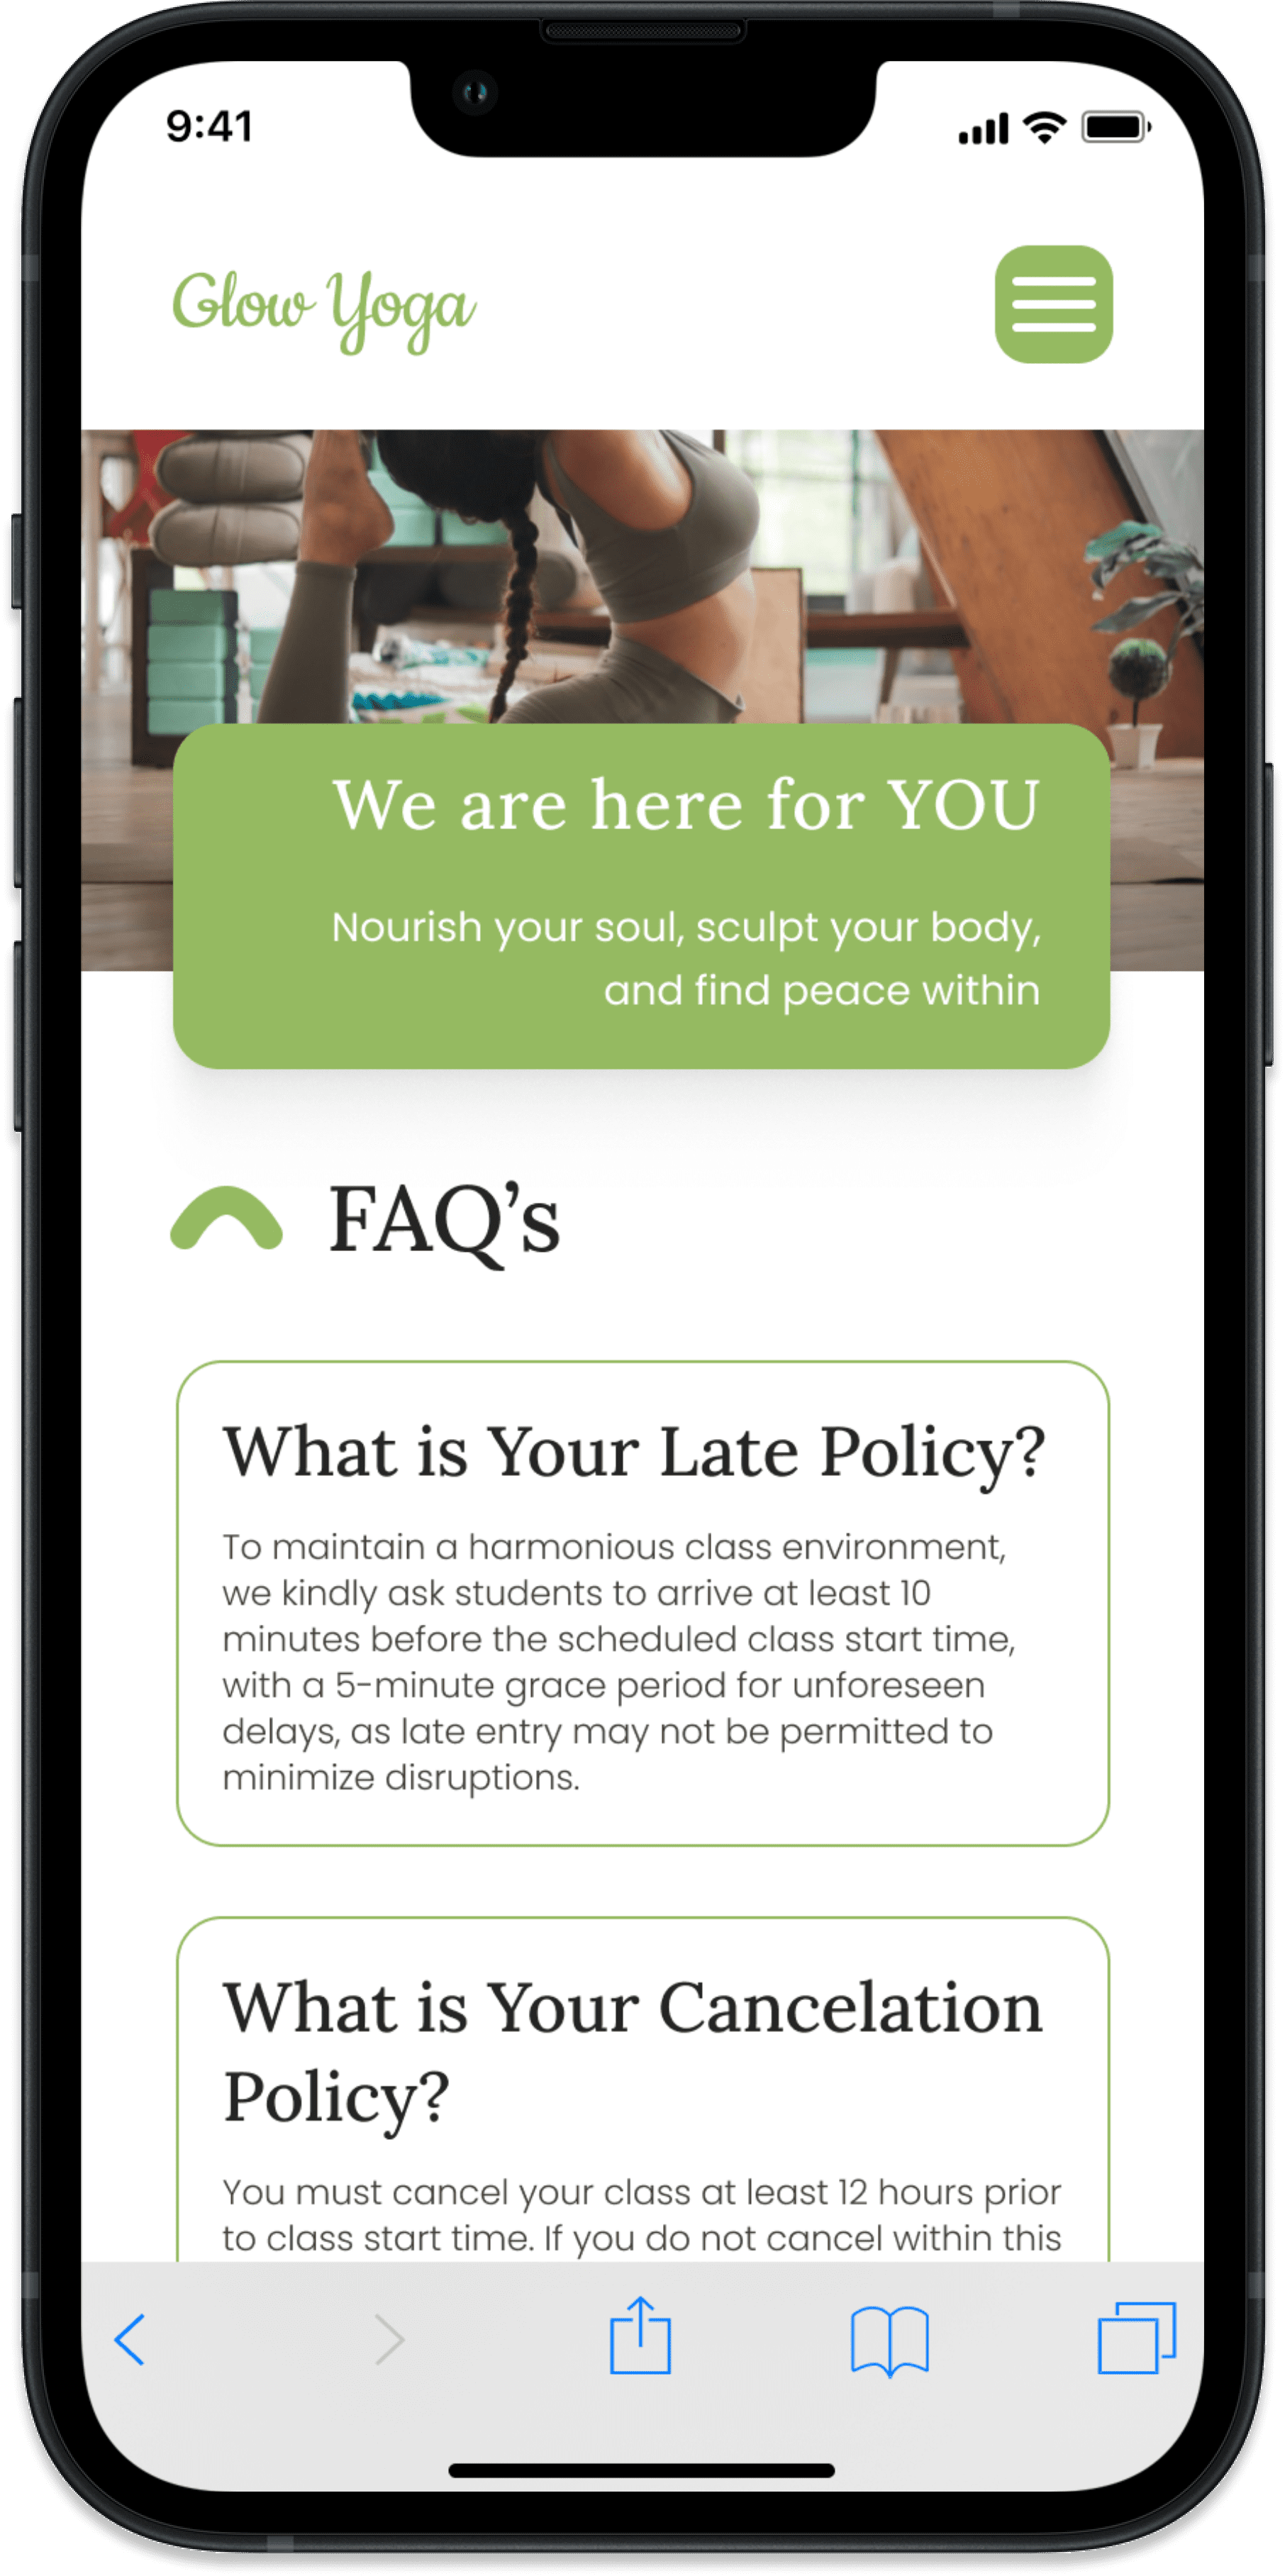 9:41
Glow Yoga
We are here for YOU
Nourish your soul, sculpt your body,
and find peace within
FAQ’s
What is Your Late Policy?
To maintain a harmonious class environment,
we kindly ask students to arrive at least 10
minutes before the scheduled class start time,
with a 5-minute grace period for unforeseen
delays, as late entry may not be permitted to
minimize disruptions.
What is Your Cancelation
Policy?
You must cancel your class at least 12 hours prior
to class start time. If you do not cancel within this